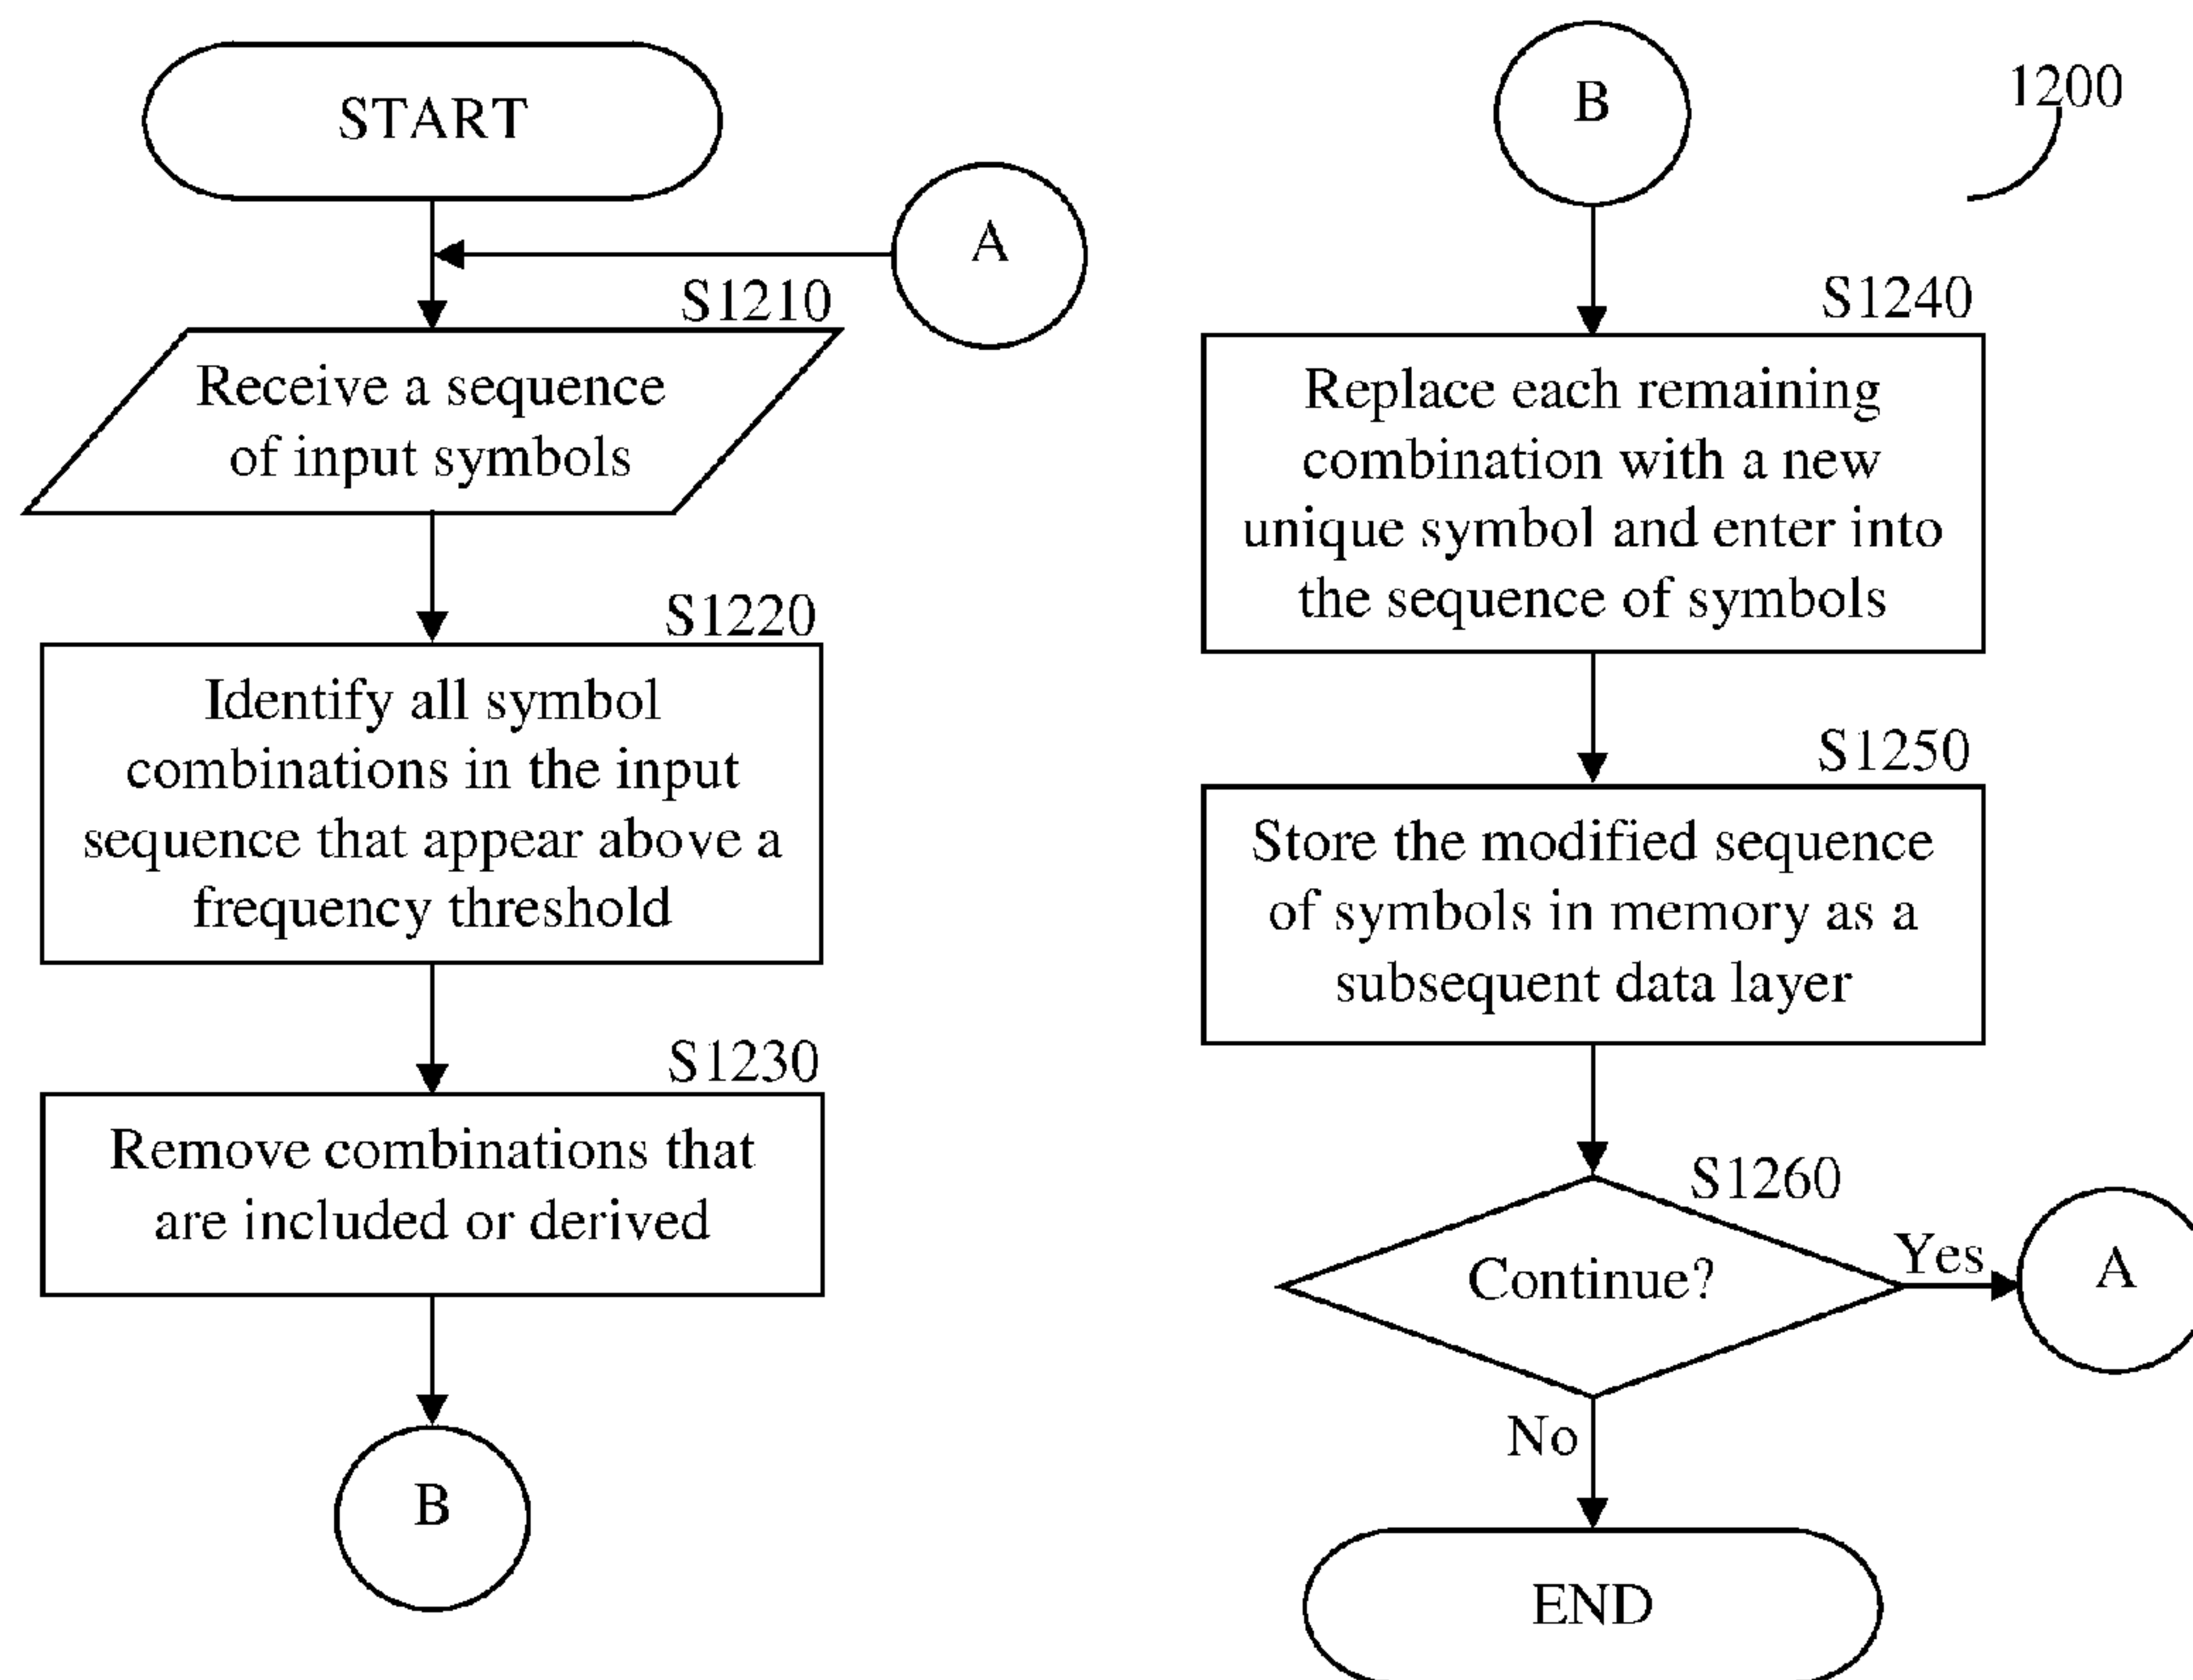 START
A
S1210
Receive a sequence
of input symbols
S1220
Identify all symbol
combinations in the input
sequence that appear above a
frequency threshold
S1230
Remove combinations that
are included or derived
B
1200
B
S1240
Replace each remaining
combination with a new
unique symbol and enter into
the sequence of symbols
S1250
Store the modified sequence
of symbols in memory as a
subsequent data layer
S1260
Continue?
Yes
A
No
END